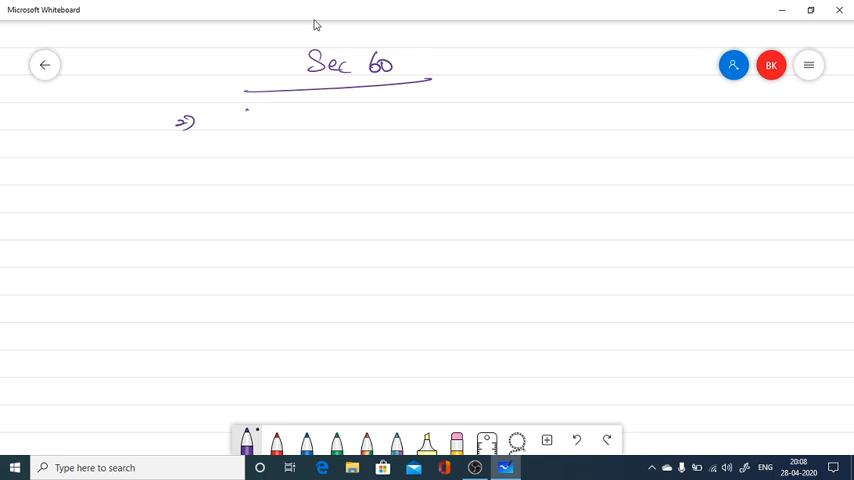 Microsoft Whiteboard
Sec 60
BK
⇒
Type here to search
ENG
20:08
28-04-2020